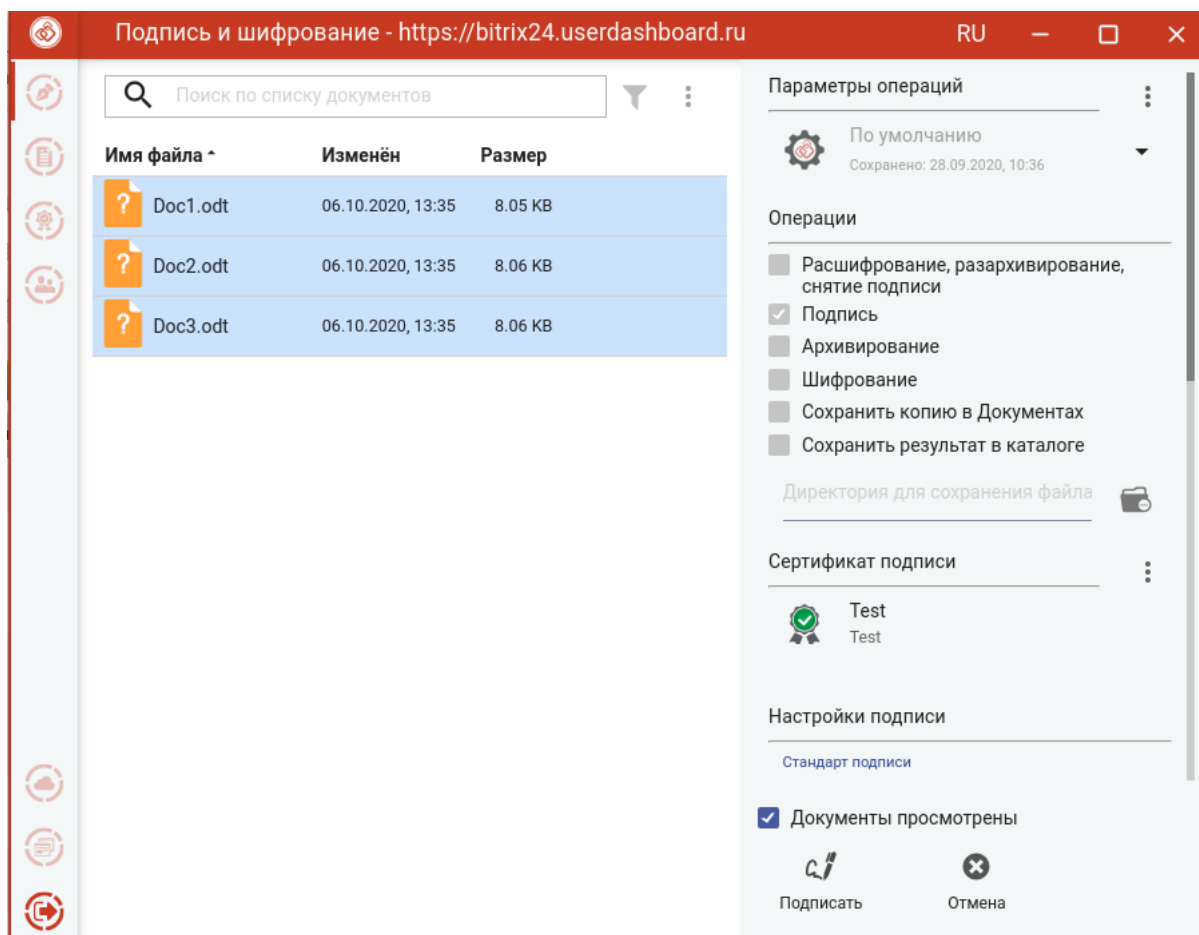 Подпись и шифрование - https://bitrix24.userdashboard.ru
RU
Поиск по списку документов
Имя файла Изменён Размер
? Doc1.odt 06.10.2020, 13:35 8.05 KB
? Doc2.odt 06.10.2020, 13:35 8.06 KB
? Doc3.odt 06.10.2020, 13:35 8.06 KB
Параметры операций
По умолчанию
Сохранено: 28.09.2020, 10:36
Операции
Расшифрование, разархивирование,
снятие подписи
Подпись
Архивирование
Шифрование
Сохранить копию в Документах
Сохранить результат в каталоге
Директория для сохранения файла
Сертификат подписи
Test
Test
Настройки подписи
Стандарт подписи
Документы просмотрены
Подписать
Отмена